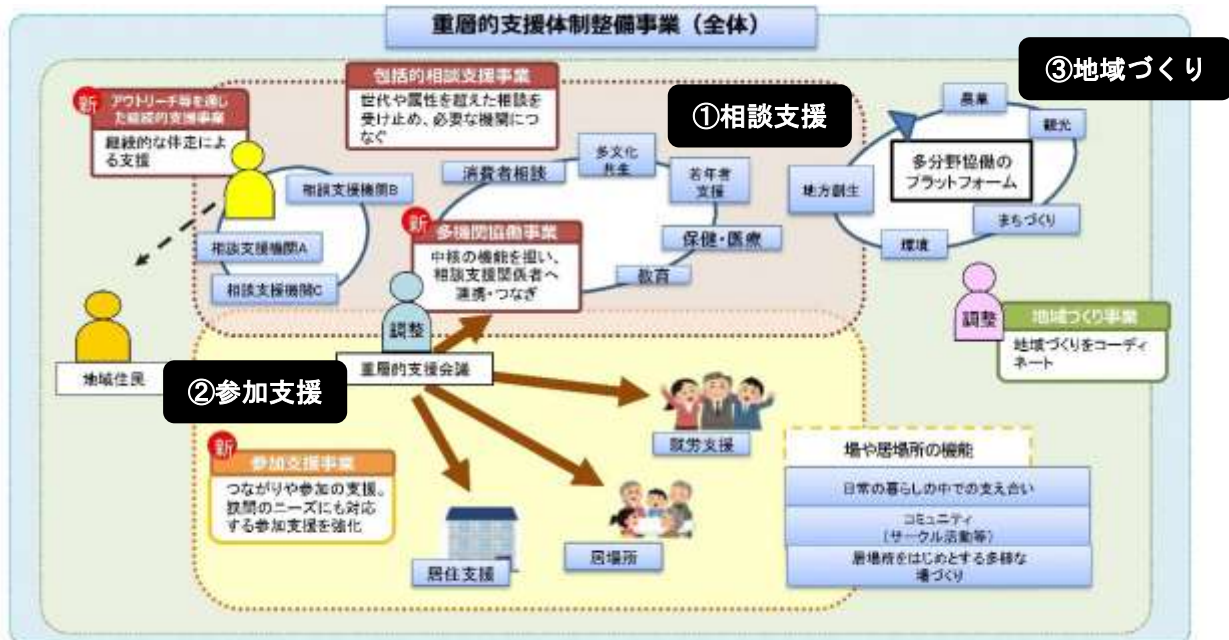 重層的支援体制整備事業（全体）
③地域づくり
新
アウトリーチ等を通じ
た継続的支援事業
継続的な伴走によ
る支援
包括的相談支援事業
世代や属性を超えた相談を
受け止め、必要な機関につ
なぐ
①相談支援
相談支援機関B
相談支援機関A
相談支援機関C
消費者相談
多文化
共生
若年者
支援
保健・医療
教育
新
多機関協働事業
中核の機能を担い、
相談支援関係者へ
連携・つなぎ
農業
観光
多分野協働の
プラットフォーム
地方創生
まちづくり
環境
調整
地域づくり事業
地域づくりをコーディ
ネート
地域住民
調整
重層的支援会議
②参加支援
新
参加支援事業
つながりや参加の支援。
狭間のニーズにも対応
する参加支援を強化
就労支援
居場所
居住支援
場や居場所の機能
日常の暮らしの中での支え合い
コミュニティ
（サークル活動等）
居場所をはじめとする多様な
場づくり